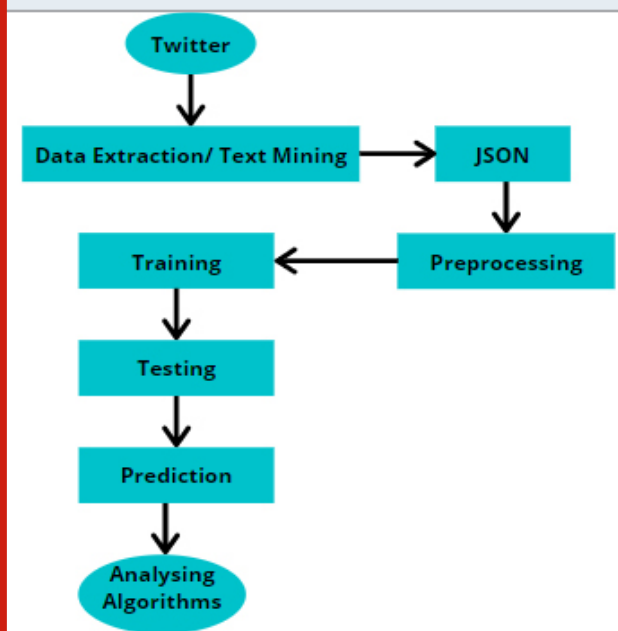 Twitter
Data Extraction/ Text Mining
JSON
Preprocessing
Training
Testing
Prediction
Analysing
Algorithms